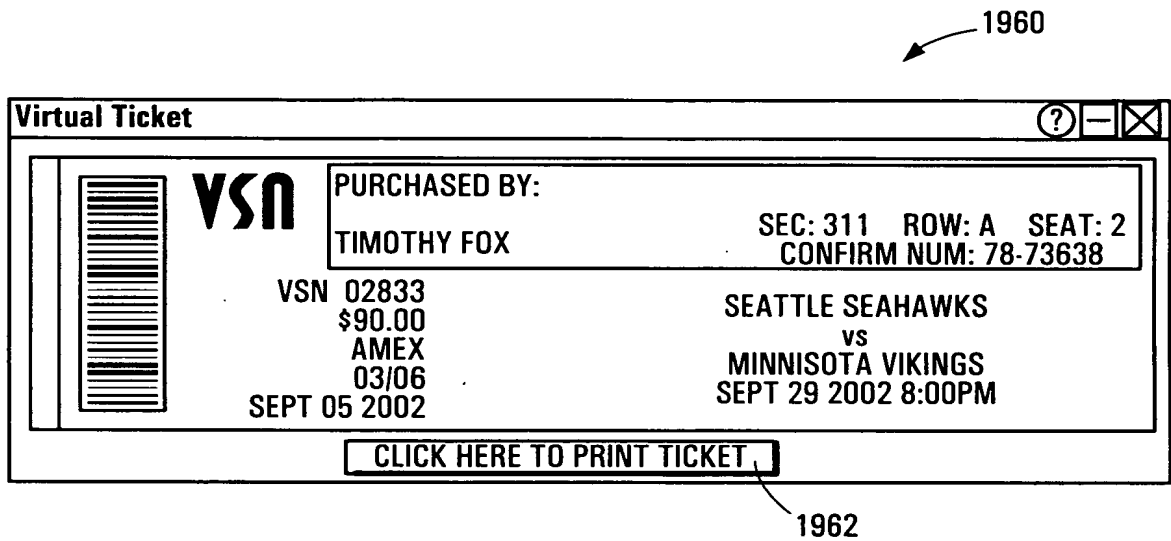 1960
Virtual Ticket ?
VSN
PURCHASED BY:
TIMOTHY FOX
SEC: 311 ROW: A SEAT: 2
CONFIRM NUM: 78-73638
VSN 02833
$90.00
AMEX
03/06
SEPT 05 2002
SEATTLE SEAHAWKS
vs
MINNISOTA VIKINGS
SEPT 29 2002 8:00PM
CLICK HERE TO PRINT TICKET
1962